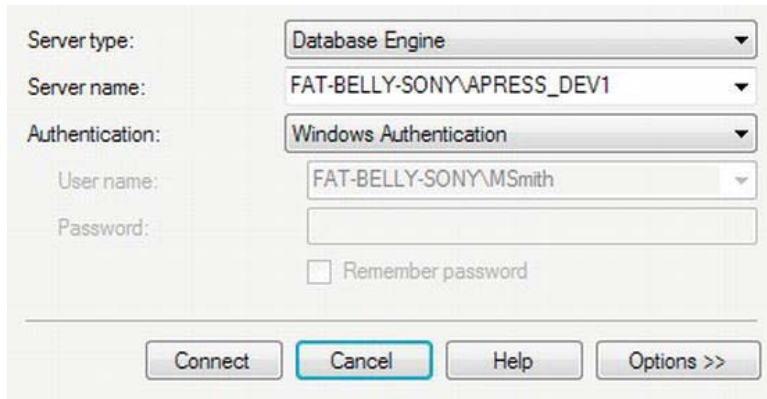 Server type: Database Engine
Server name: FAT-BELLY-SONY\APRESS_DEV1
Authentication: Windows Authentication
User name: FAT-BELLY-SONY\MSmith
Password:
Remember password
Connect Cancel Help Options >>